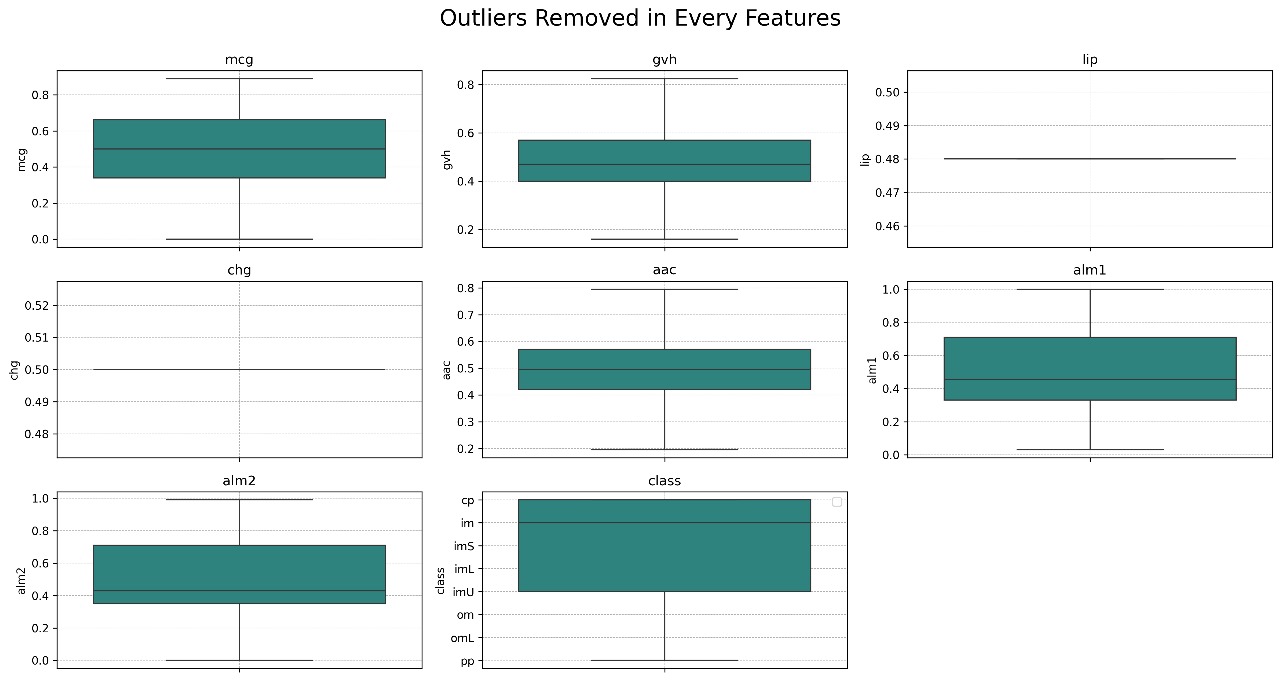 Outliers Removed in Every Features
mcg
mcg
0.8
0.6
0.4
0.2
0.0
gvh
gvh
0.8
0.6
0.4
0.2
lip
lip
0.50
0.49
0.48
0.47
0.46
chg
chg
0.52
0.51
0.50
0.49
0.48
aac
aac
0.8
0.7
0.6
0.5
0.4
0.3
0.2
alm1
alm1
1.0
0.8
0.6
0.4
0.2
0.0
alm2
alm2
1.0
0.8
0.6
0.4
0.2
0.0
class
class
cp
im
imS
imL
imU
om
omL
pp